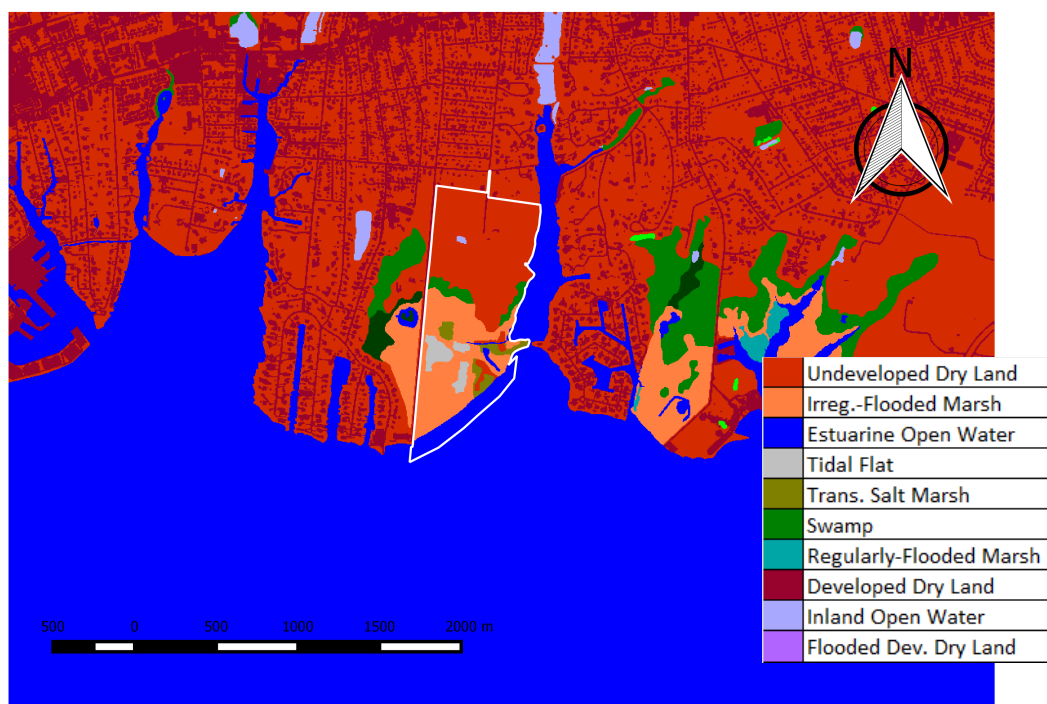 N
Undeveloped Dry Land
Irreg.-Flooded Marsh
Estuarine Open Water
Tidal Flat
Trans. Salt Marsh
Swamp
Regularly-Flooded Marsh
Developed Dry Land
Inland Open Water
Flooded Dev. Dry Land
500 0 500 1000 1500 2000 m